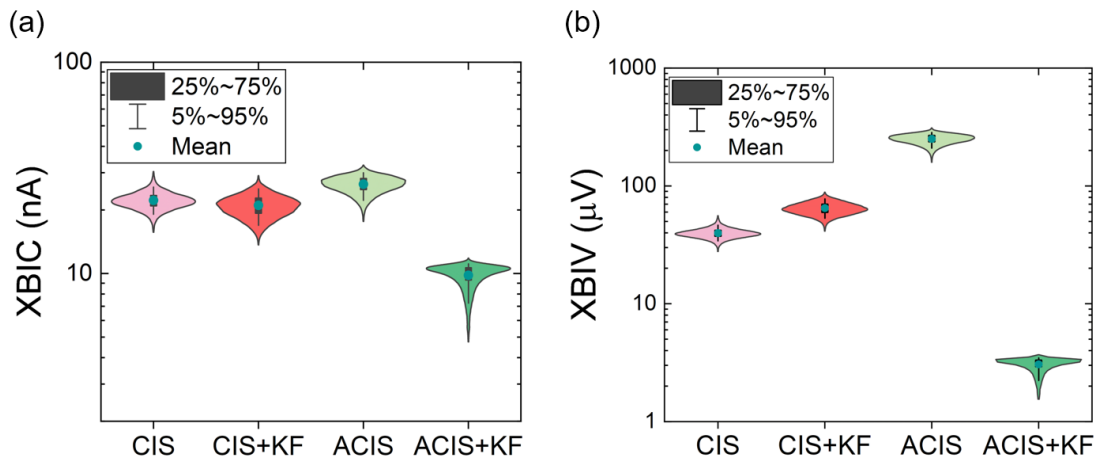 (a)
100
10
XBIC (nA)
25%~75%
5%~95%
Mean
CIS
CIS+KF
ACIS
ACIS+KF
(b)
1000
100
10
1
XBIV (μV)
25%~75%
5%~95%
Mean
CIS
CIS+KF
ACIS
ACIS+KF